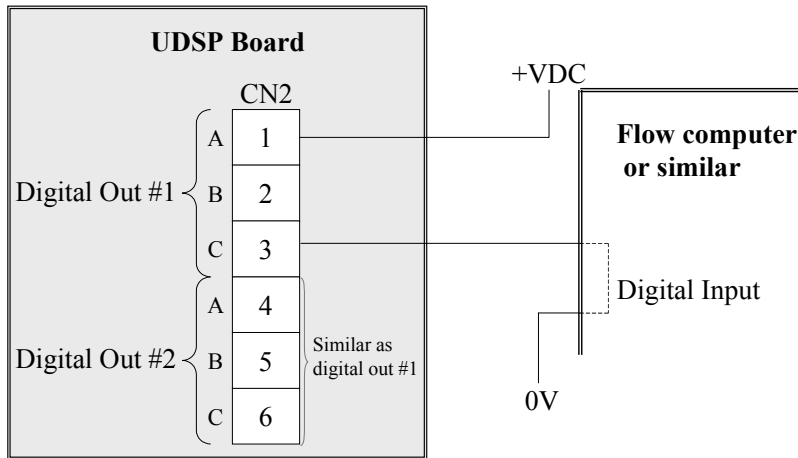 UDSP Board
CN2
+VDC
A
1
Flow computer
or similar
Digital Out #1
B
2
C
3
Digital Input
A
4
Digital Out #2
B
5
Similar as
digital out #1
C
6
0V